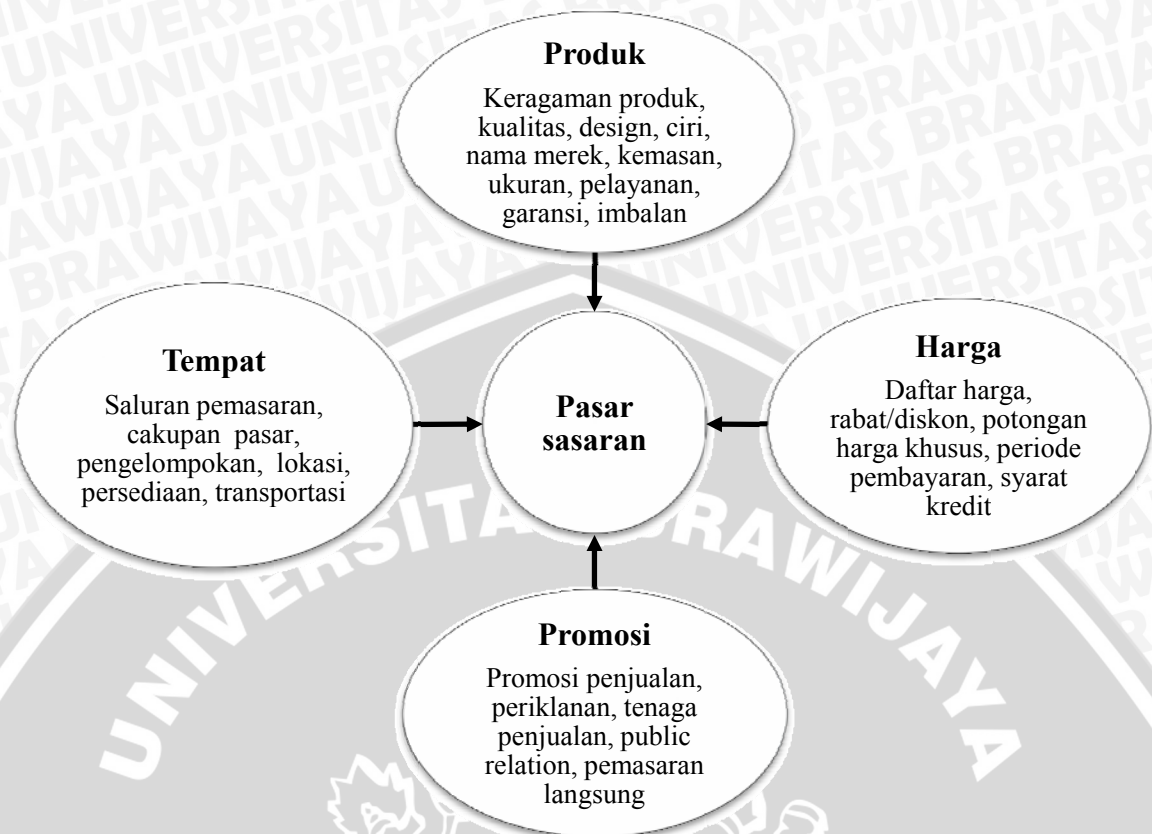 Produk
Keragaman produk,
kualitas, design, ciri,
nama merek, kemasan,
ukuran, pelayanan,
garansi, imbalan
Tempat
Saluran pemasaran,
cakupan pasar,
pengelompokan, lokasi,
persediaan, transportasi
Pasar
sasaran
Harga
Daftar harga,
rabat/diskon, potongan
harga khusus, periode
pembayaran, syarat
kredit
Promosi
Promosi penjualan,
periklanan, tenaga
penjualan, public
relation, pemasaran
langsung
UNIVERSITAS BRAWIJAYA